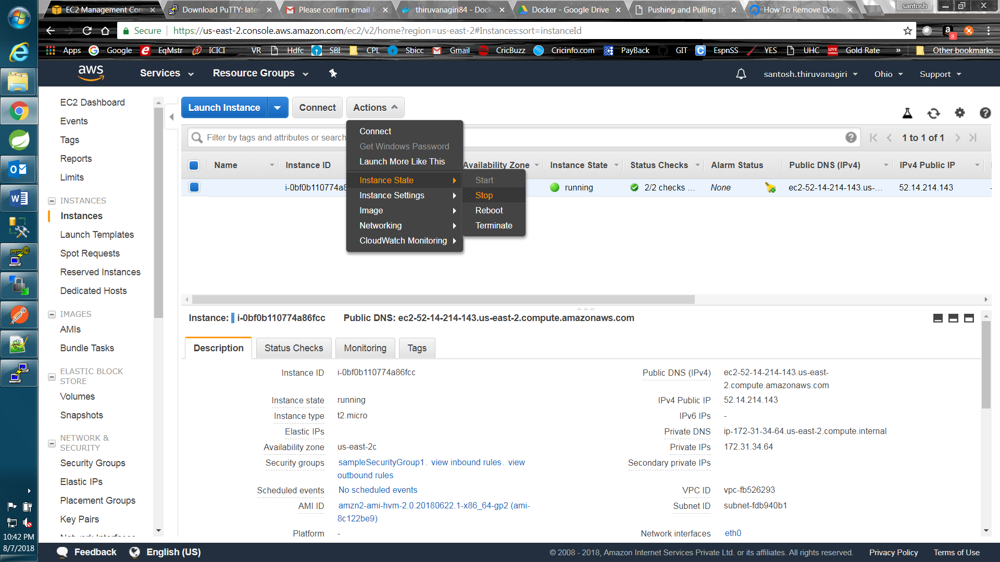 EC2 Management Con
Download PuTTY: lates
Please confirm email f
thiruvanagiri84 - Dock
Docker - Google Drive
Pushing and Pulling to
How To Remove Dock
santosh
Secure
https://us-east-2.console.aws.amazon.com/ec2/v2/home?region=us-east-2#Instances:sort=instanceId
8
Apps
Google
EqMstr
ICICI
VR
Hdfc
SBI
CPL
Sbicc
Gmail
CricBuzz
Cricinfo.com
PayBack
GIT
EspnSS
YES
UHC
Gold Rate
»
Other bookmarks
aws
Services
Resource Groups
santosh.thiruvanagiri
Ohio
Support
EC2 Dashboard
Events
Tags
Reports
Limits
INSTANCES
Instances
Launch Templates
Spot Requests
Reserved Instances
Dedicated Hosts
IMAGES
AMIs
Bundle Tasks
ELASTIC BLOCK
STORE
Volumes
Snapshots
NETWORK &
SECURITY
Security Groups
Elastic IPs
Placement Groups
Key Pairs
Network Interfaces
Launch Instance
Connect
Actions
Filter by tags and attributes or search
1 to 1 of 1
Connect
Get Windows Password
Launch More Like This
Instance State
Instance Settings
Image
Networking
CloudWatch Monitoring
Start
Stop
Reboot
Terminate
Name
Instance ID
Availability Zone
Instance State
Status Checks
Alarm Status
Public DNS (IPv4)
IPv4 Public IP
i-0bf0b110774a8
running
2/2 checks ...
None
ec2-52-14-214-143.us-...
52.14.214.143
-
Instance: i-0bf0b110774a86fcc
Public DNS: ec2-52-14-214-143.us-east-2.compute.amazonaws.com
Description
Status Checks
Monitoring
Tags
Instance ID
i-0bf0b110774a86fcc
Instance state
running
Instance type
t2.micro
Elastic IPs
Availability zone
us-east-2c
Security groups
sampleSecurityGroup1. view inbound rules. view
outbound rules
Scheduled events
No scheduled events
AMI ID
amzn2-ami-hvm-2.0.20180622.1-x86_64-gp2 (ami-
8c122be9)
Platform
-
Public DNS (IPv4)
ec2-52-14-214-143.us-east-
2.compute.amazonaws.com
IPv4 Public IP
52.14.214.143
IPv6 IPs
-
Private DNS
ip-172-31-34-64.us-east-2.compute.internal
Private IPs
172.31.34.64
Secondary private IPs
VPC ID
vpc-fb526293
Subnet ID
subnet-fdb940b1
Network interfaces
eth0
10:42 PM
8/7/2018
Feedback
English (US)
© 2008 - 2018, Amazon Internet Services Private Ltd. or its affiliates. All rights reserved.
Privacy Policy
Terms of Use